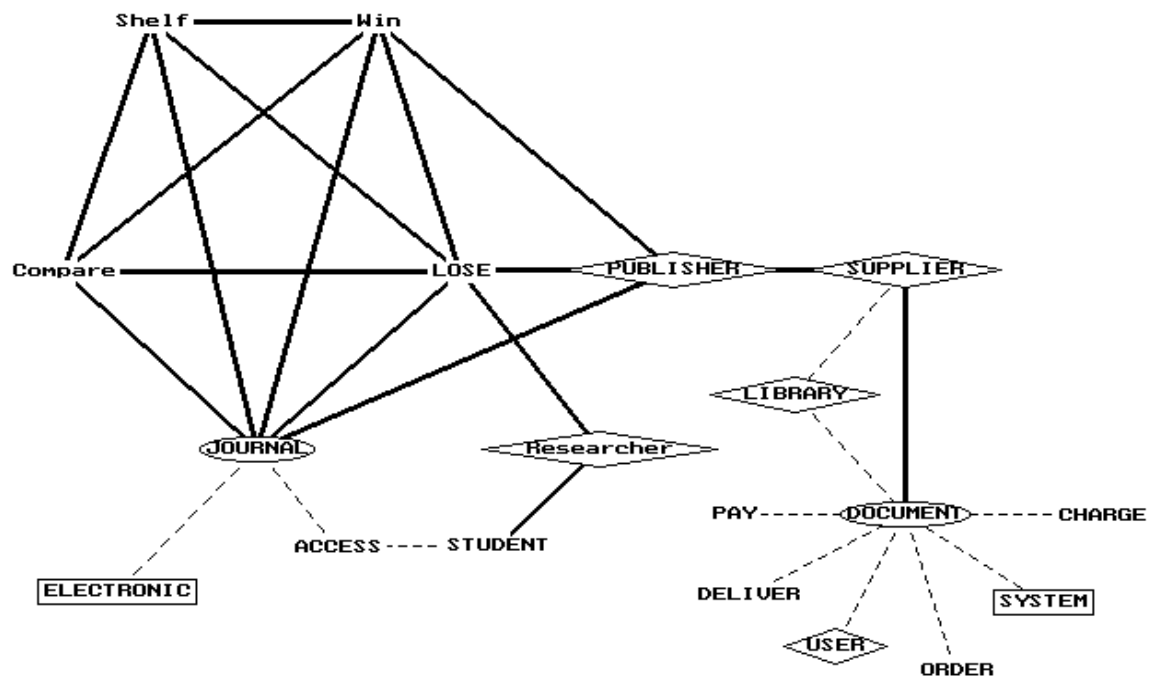 Shelf
Win
Compare
LOSE
PUBLISHER
SUPPLIER
LIBRARY
JOURNAL
Researcher
PAY
DOCUMENT
CHARGE
ACCESS
STUDENT
ELECTRONIC
DELIVER
SYSTEM
USER
ORDER